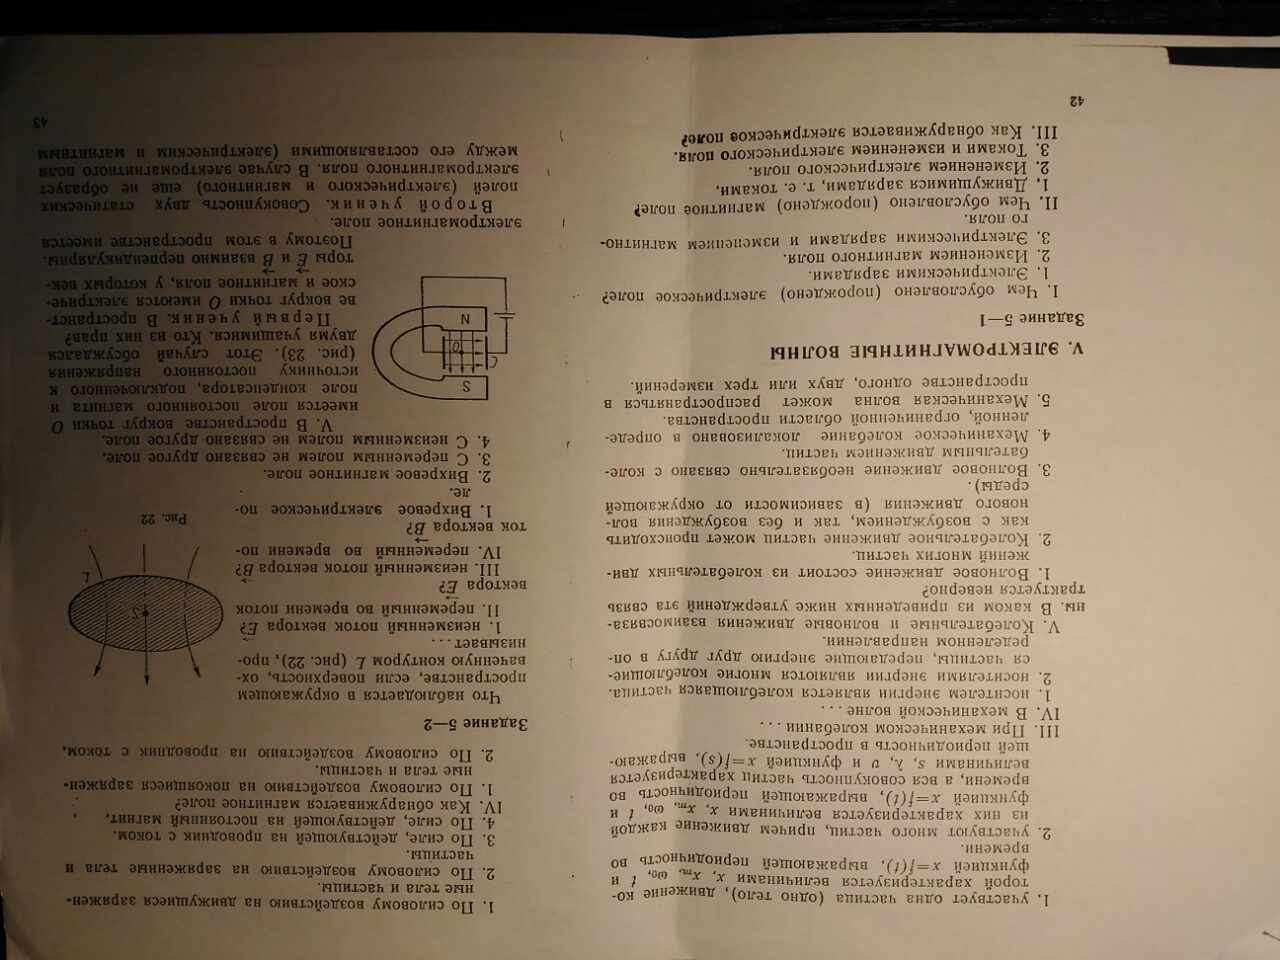 1. участвует одна частица (одно тело), движение ко-
торой характеризуется величинами x, xₘ, ω₀, t и
функцией x=f(t), выражающей периодичность во
времени.
2. участвуют много частиц, причем движение каждой
из них характеризуется величинами x, xₘ, ω₀, t и
функцией x=f(t), выражающей периодичность во
времени, а вся совокупность частиц характеризуется
величинами s, λ, υ и функцией x=f(s), выражаю-
щей периодичность в пространстве.
III. При механическом колебании ...
IV. В механической волне ...
1. носителем энергии является колеблющаяся частица.
2. носителями энергии являются многие колеблющие-
ся частицы, передающие энергию друг другу в оп-
ределенном направлении.
V. Колебательные и волновые движения взаимосвяза-
ны. В каком из приведенных ниже утверждений эта связь
трактуется неверно?
1. Волновое движение состоит из колебательных дви-
жений многих частиц.
2. Колебательное движение частиц может происходить
как с возбуждением, так и без возбуждения вол-
нового движения (в зависимости от окружающей
среды).
3. Волновое движение необязательно связано с коле-
бательным движением частиц.
4. Механическое колебание локализовано в опреде-
ленной, ограниченной области пространства.
5. Механическая волна может распространяться в
пространстве одного, двух или трех измерений.
V. ЭЛЕКТРОМАГНИТНЫЕ ВОЛНЫ
Задание 5—1
I. Чем обусловлено (порождено) электрическое поле?
1. Электрическими зарядами.
2. Изменением магнитного поля.
3. Электрическими зарядами и изменением магнитно-
го поля.
II. Чем обусловлено (порождено) магнитное поле?
1. Движущимися зарядами, т. е. токами.
2. Изменением электрического поля.
3. Токами и изменением электрического поля.
III. Как обнаруживается электрическое поле?
42
1. По силовому воздействию на движущиеся заряжен-
ные тела и частицы.
2. По силовому воздействию на заряженные тела и
частицы.
3. По силе, действующей на проводник с током.
4. По силе, действующей на постоянный магнит.
IV. Как обнаруживается магнитное поле?
1. По силовому воздействию на покоящиеся заряжен-
ные тела и частицы.
2. По силовому воздействию на проводник с током.
Задание 5—2
Что наблюдается в окружающем
пространстве, если поверхность, ох-
ваченную контуром L (рис. 22), про-
низывает ...
I. неизменный поток вектора E?
II. переменный во времени поток
вектора E?
III. неизменный поток вектора B?
IV. переменный во времени по-
ток вектора B?
1. Вихревое электрическое по-
ле.
2. Вихревое магнитное поле.
3. С переменным полем не связано другое поле.
4. С неизменным полем не связано другое поле.
S
L
Рис. 22
V. В пространстве вокруг точки O
имеется поле постоянного магнита и
поле конденсатора, подключенного к
источнику постоянного напряжения
(рис. 23). Этот случай обсуждался
двумя учащимися. Кто из них прав?
Первый ученик. В пространст-
ве вокруг точки O имеются электриче-
ское и магнитное поля, у которых век-
торы E и B взаимно перпендикулярны.
Поэтому в этом пространстве имеется
электромагнитное поле.
S
C
O
N
Второй ученик. Совокупность двух статических
полей (электрического и магнитного) еще не образует
электромагнитного поля. В случае электромагнитного поля
между его составляющими (электрическим и магнитным
43